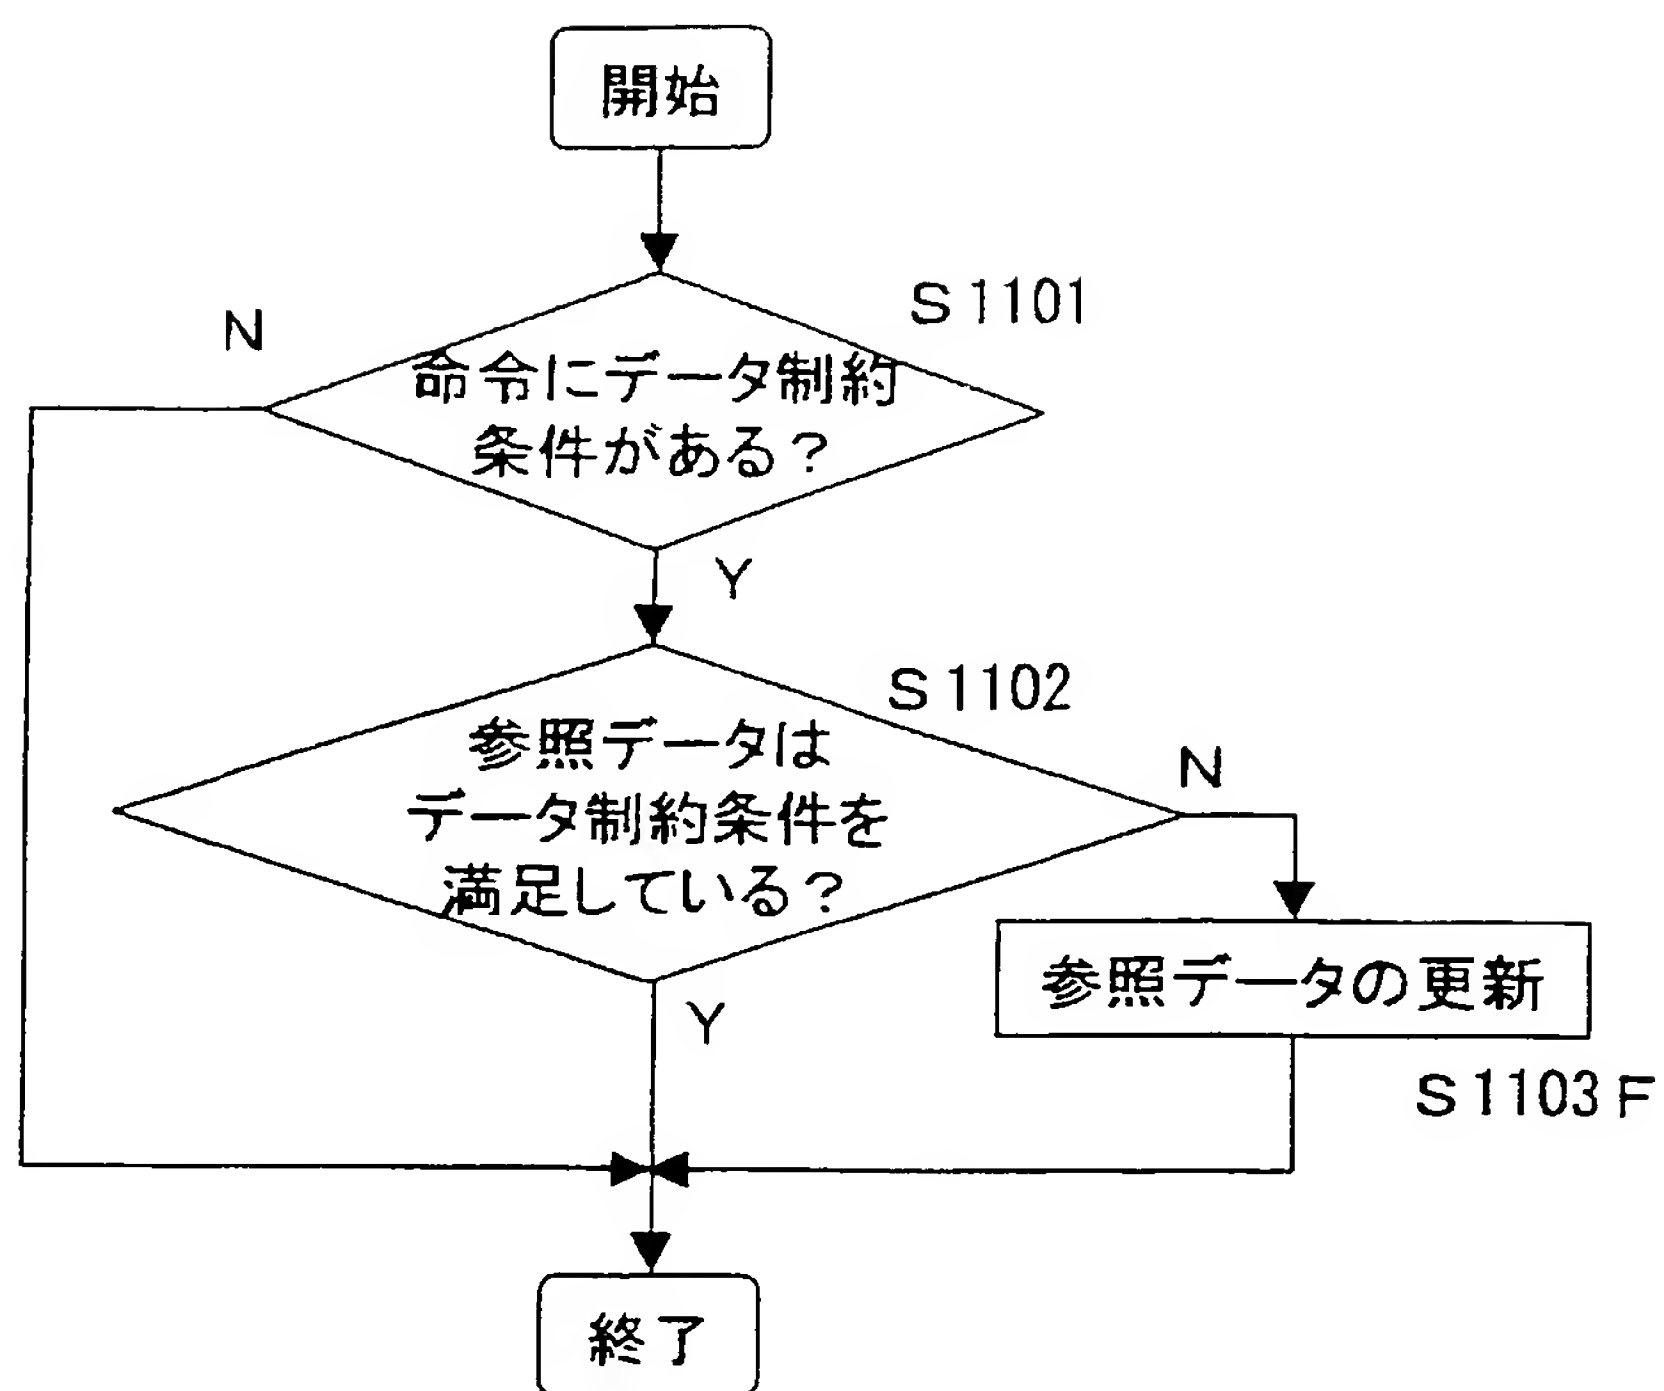 開始
S1101
N
命令にデータ制約
条件がある?
Y
S1102
参照データは
データ制約条件を
満足している?
N
参照データの更新
Y
S1103F
終了